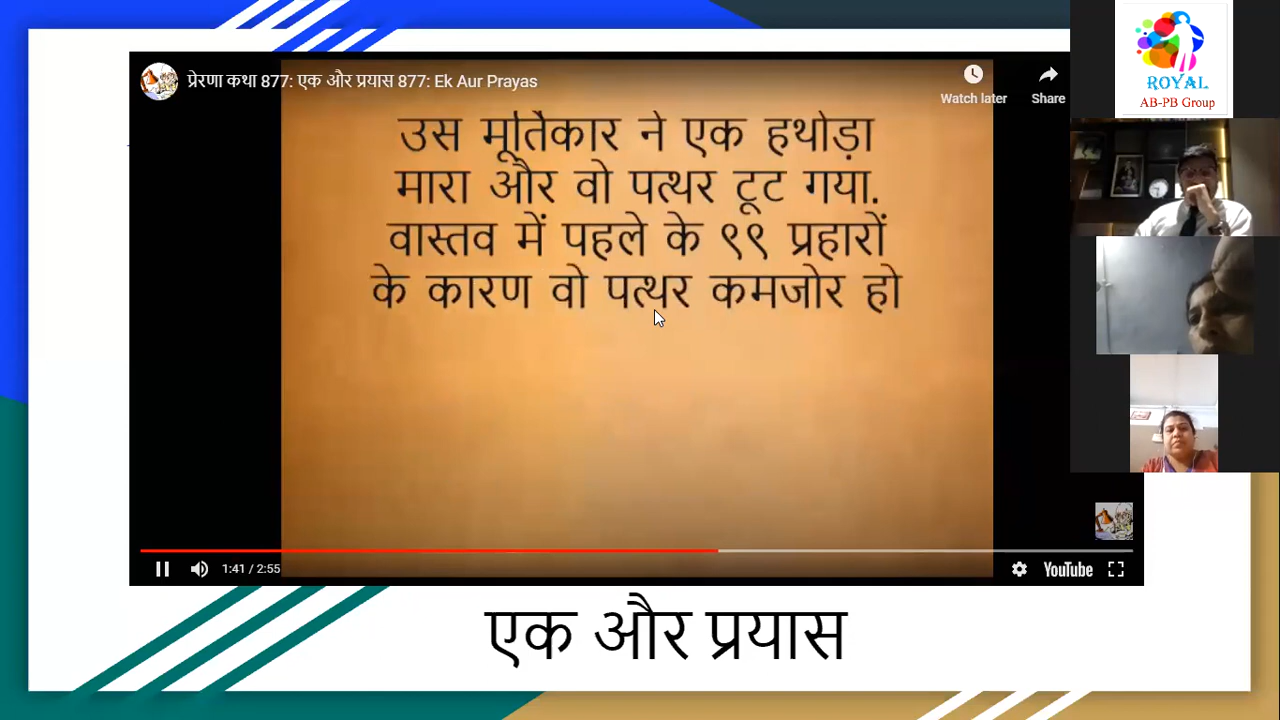 प्रेरणा कथा 877: एक और प्रयास 877: Ek Aur Prayas
Watch later
Share
उस मूर्तिकार ने एक हथोड़ा
मारा और वो पत्थर टूट गया.
वास्तव में पहले के ९९ प्रहारों
के कारण वो पत्थर कमजोर हो
1:41 / 2:55
YouTube
एक और प्रयास
ROYAL
AB-PB Group